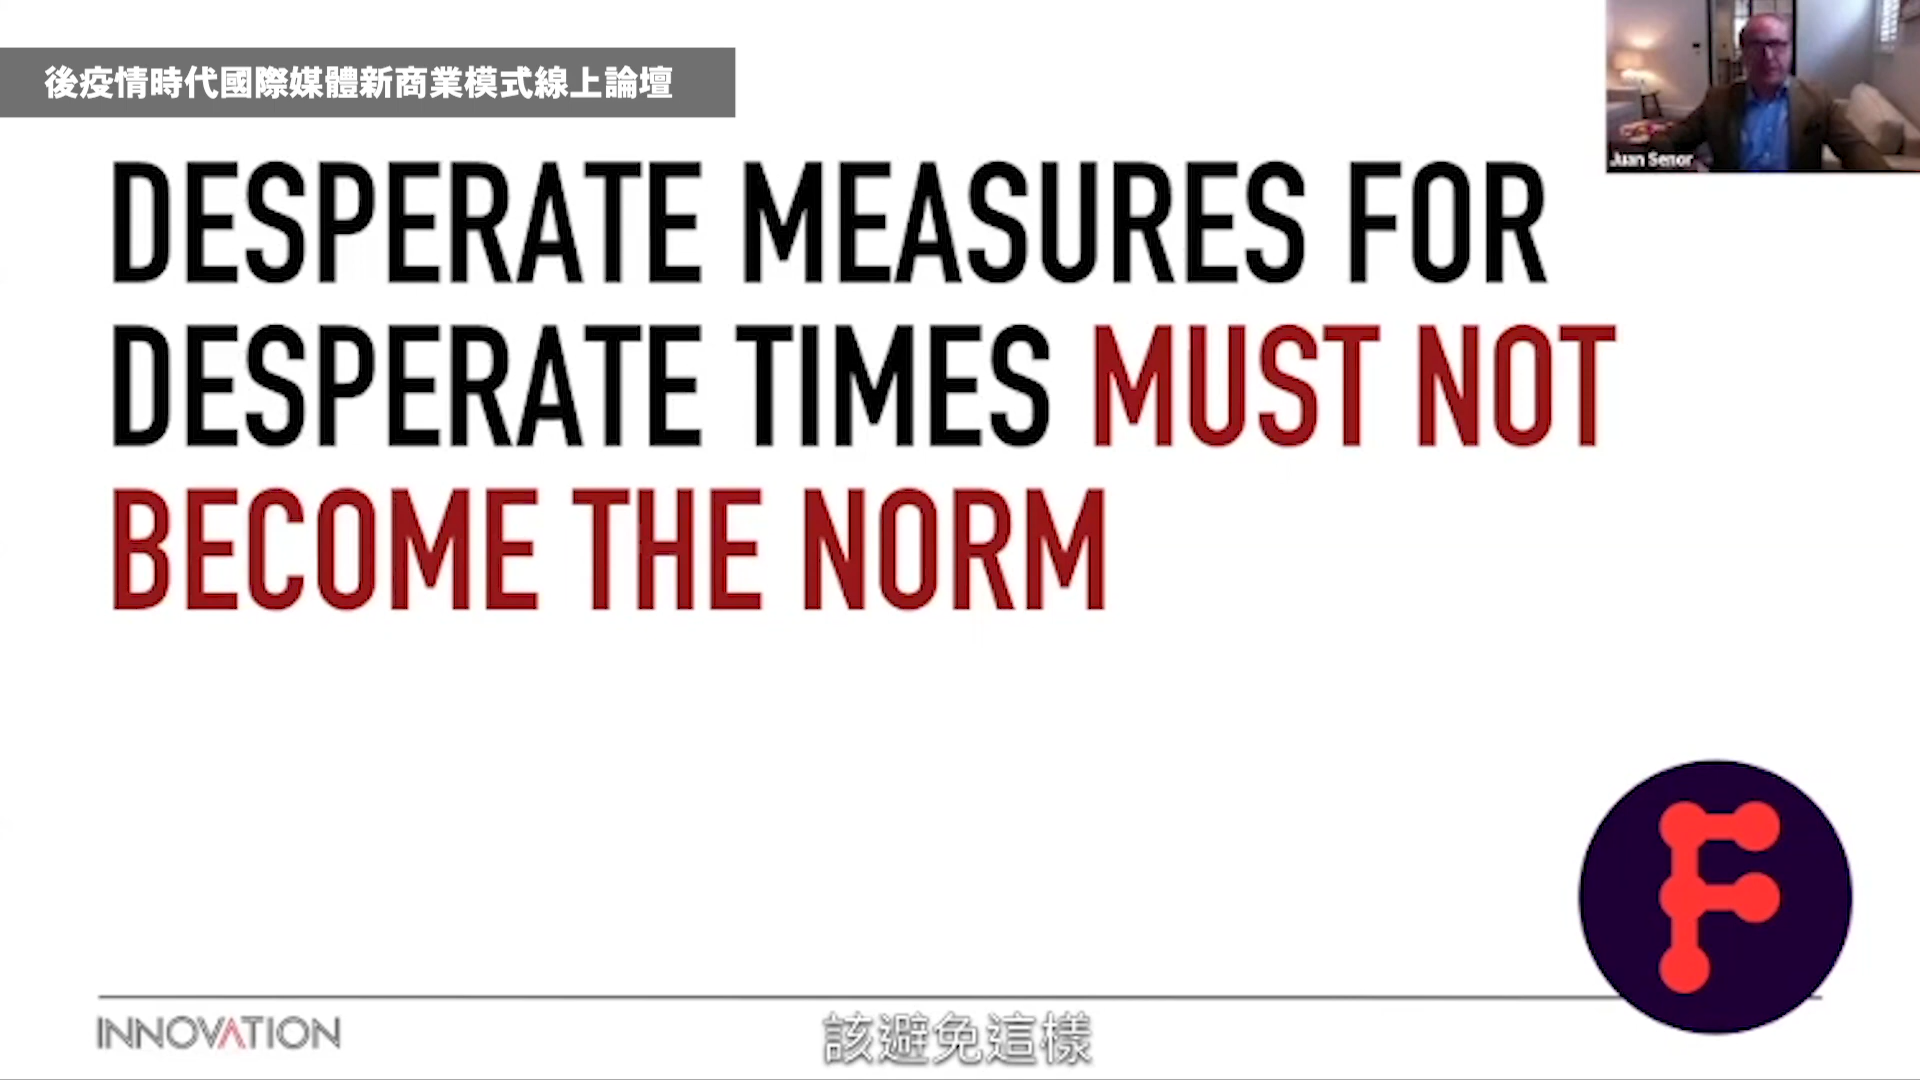 後疫情時代國際媒體新商業模式線上論壇
Juan Senor
DESPERATE MEASURES FOR
DESPERATE TIMES MUST NOT
BECOME THE NORM
INNOVATION
該避免這樣